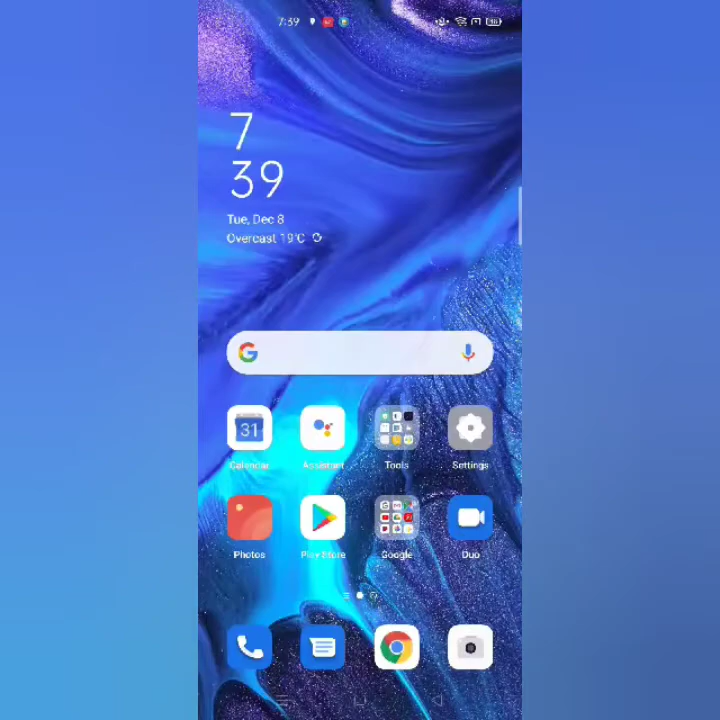 7:39
7
39
Tue, Dec 8
Overcast 19°C
31
Calendar
Assistant
Tools
Settings
Photos
Play Store
Google
Duo